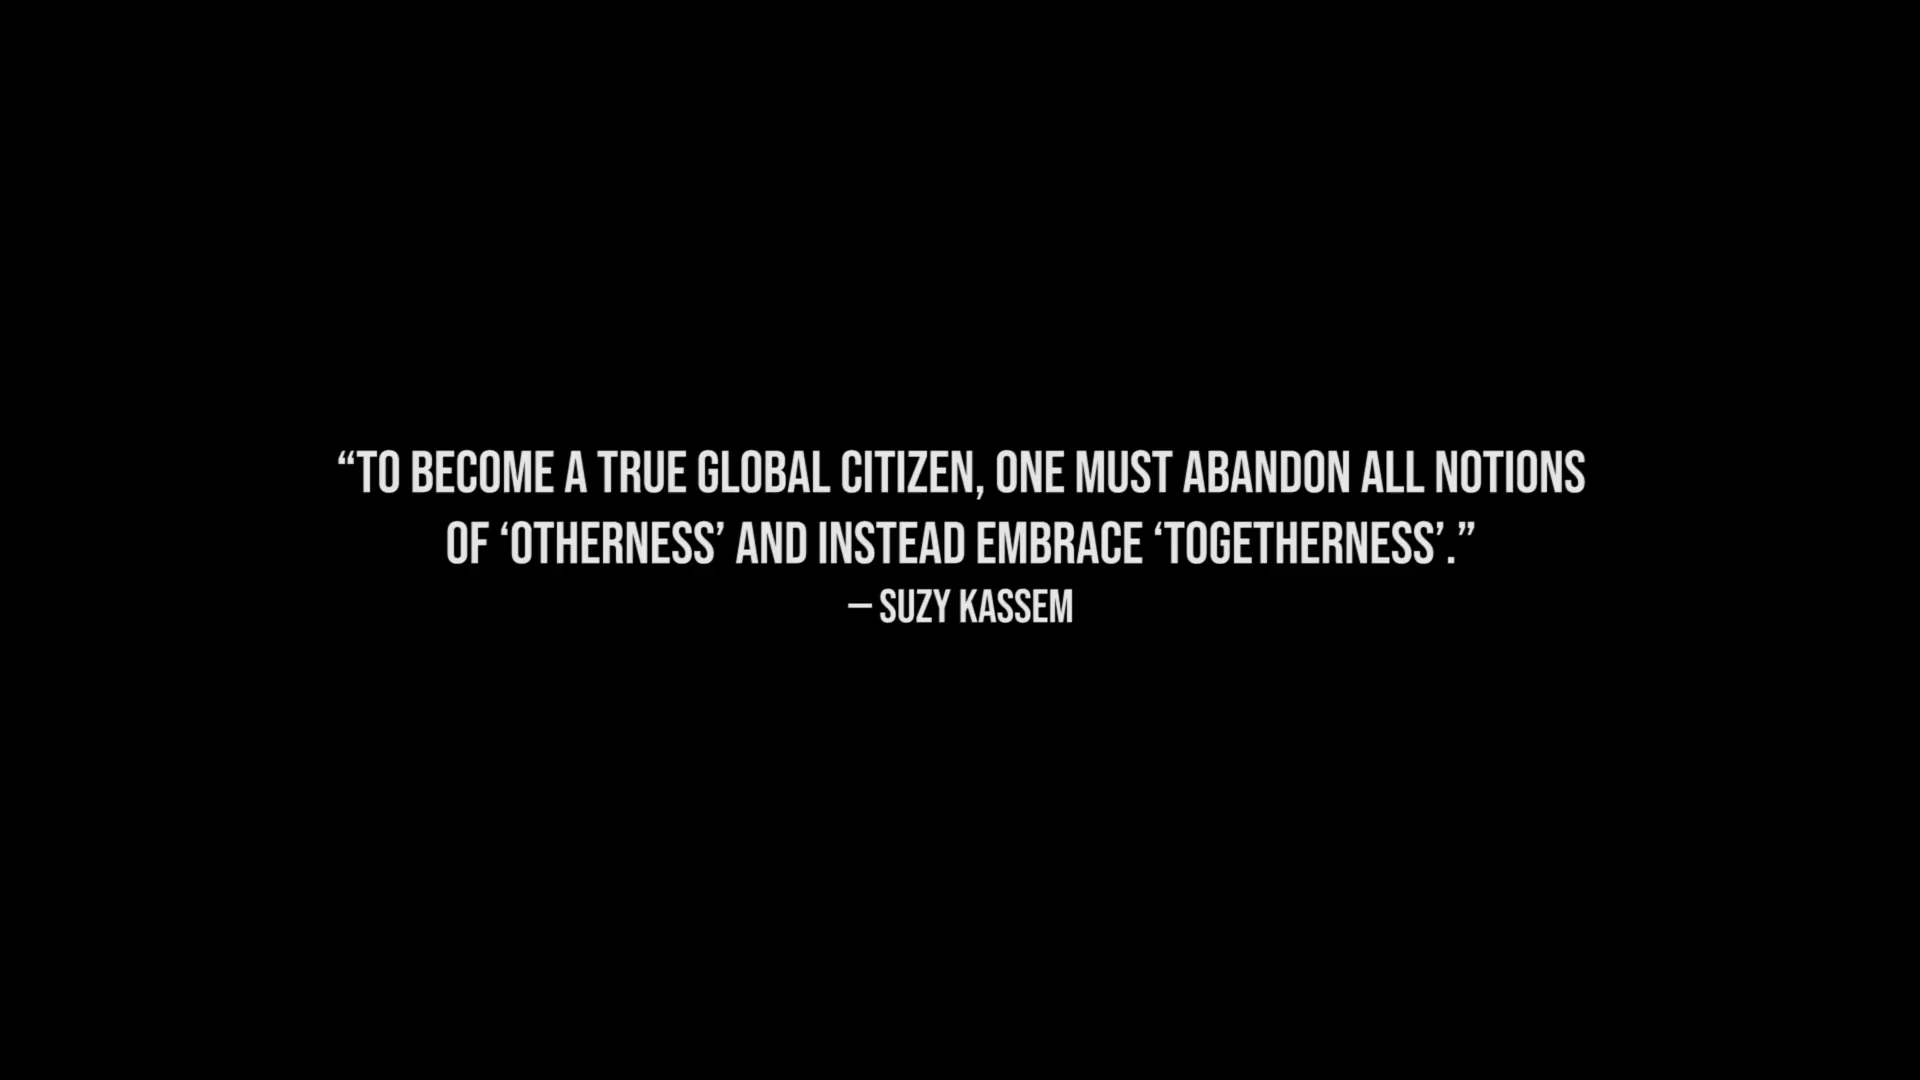 “TO BECOME A TRUE GLOBAL CITIZEN, ONE MUST ABANDON ALL NOTIONS
OF ‘OTHERNESS’ AND INSTEAD EMBRACE ‘TOGETHERNESS’.”
– SUZY KASSEM